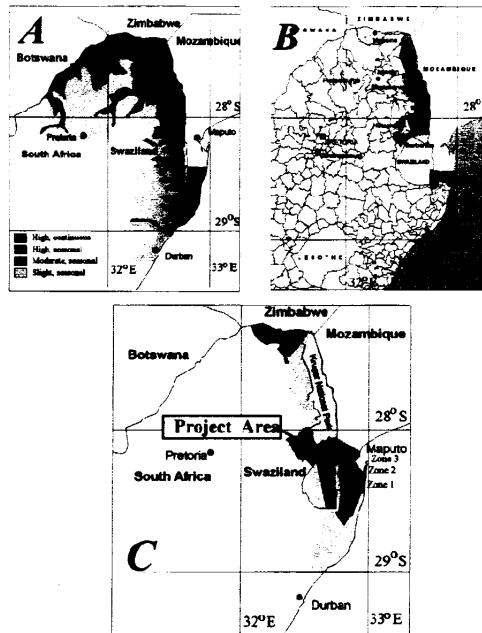 A
Zimbabwe
Mozambique
Botswana
28° S
Pretoria
Maputo
South Africa
Swaziland
29° S
High, continuous
High, seasonal
Moderate, seasonal
Slight, seasonal
32° E
33° E
Durban
B
ZIMBABWE
MOZAMBIQUE
28°
SWAZILAND
32°
C
Zimbabwe
Mozambique
Botswana
Kruger National Park
28° S
Project Area
Pretoria
Maputo
Zone 3
South Africa
Swaziland
Zone 2
Zone 1
29° S
32° E
33° E
Durban